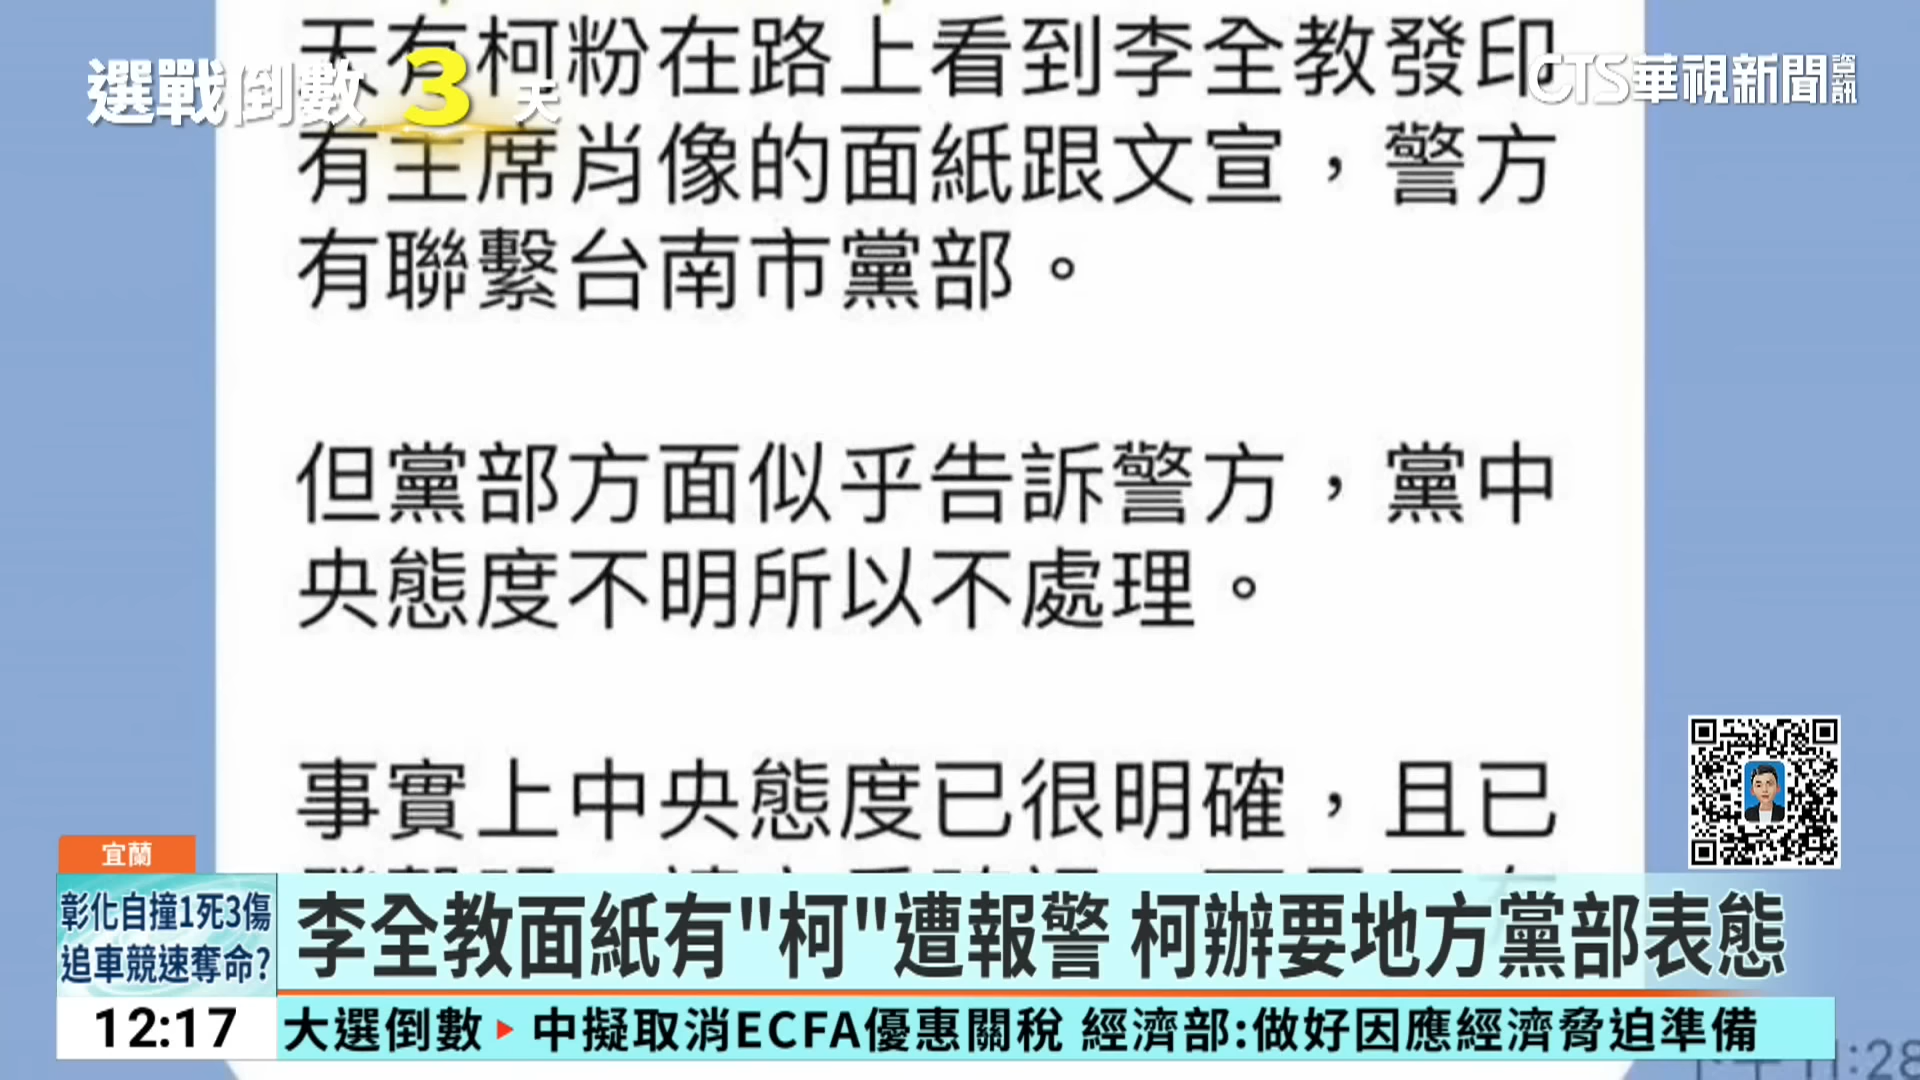 天有柯粉在路上看到李全教發印
有主席肖像的面紙跟文宣，警方
有聯繫台南市黨部。
但黨部方面似乎告訴警方，黨中
央態度不明所以不處理。
事實上中央態度已很明確，且已
選戰倒數 3 天
CTS華視新聞資訊
宜蘭
彰化自撞1死3傷
追車競速奪命?
李全教面紙有"柯"遭報警 柯辦要地方黨部表態
12:17
大選倒數▶中擬取消ECFA優惠關稅 經濟部:做好因應經濟脅迫準備
下午 11:28